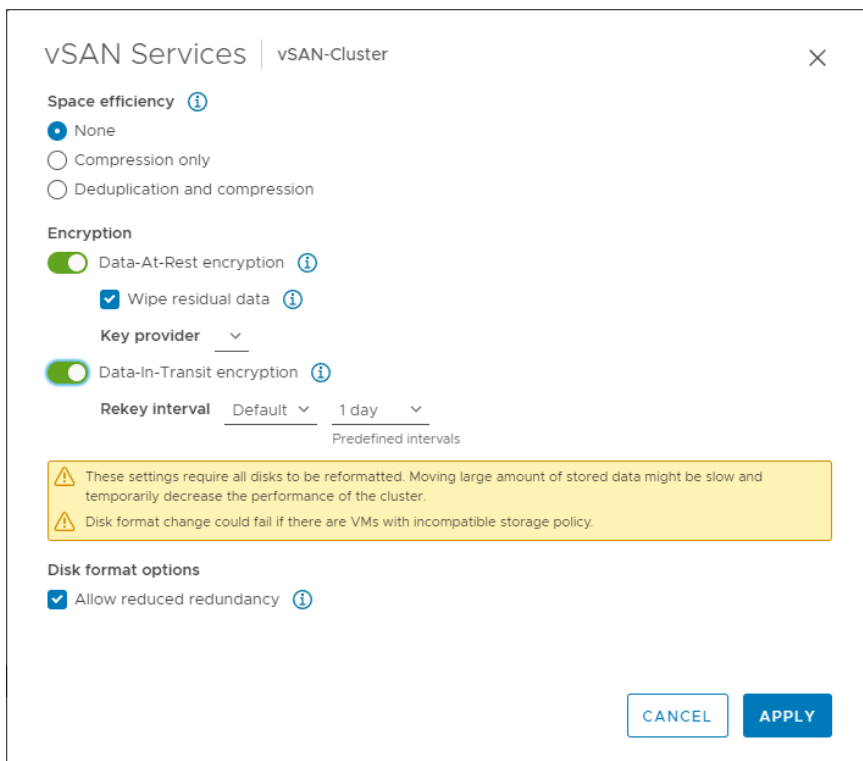 vSAN Services vSAN-Cluster
Space efficiency
None
Compression only
Deduplication and compression
Encryption
Data-At-Rest encryption
Wipe residual data
Key provider
Data-In-Transit encryption
Rekey interval Default 1 day
Predefined intervals
These settings require all disks to be reformatted. Moving large amount of stored data might be slow and
temporarily decrease the performance of the cluster.
Disk format change could fail if there are VMs with incompatible storage policy.
Disk format options
Allow reduced redundancy
CANCEL APPLY